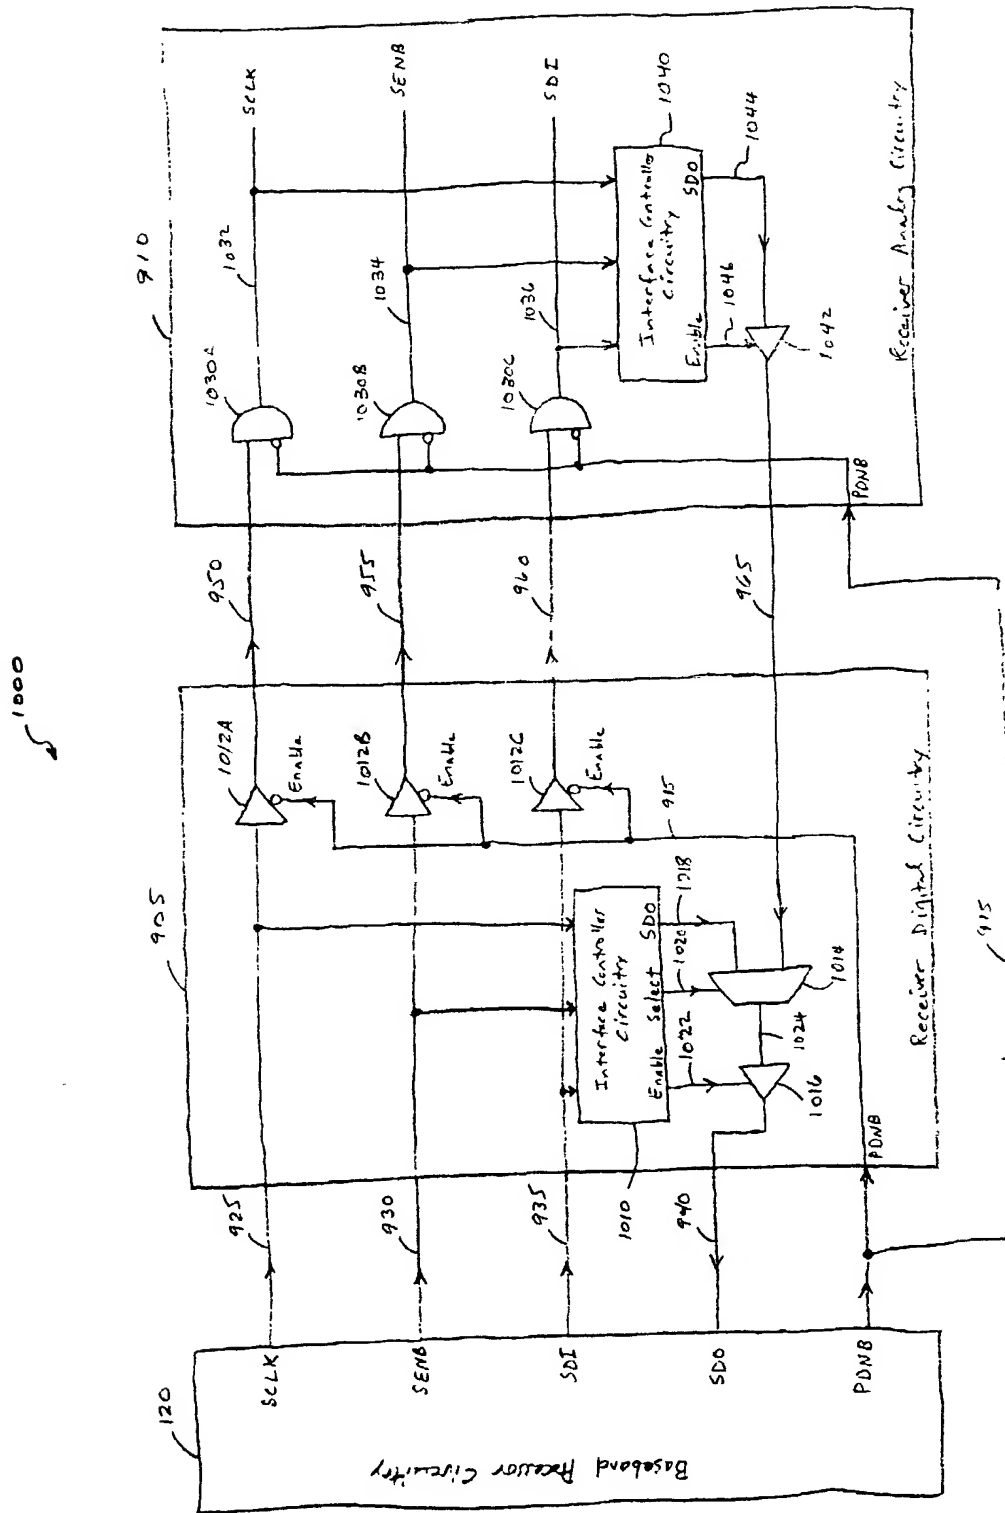 1000
910
SCLK
SENB
SDI
1032
1034
1036
1030A
1030B
1030C
1040
Interface Controller
Circuitry
SDO
Enable
1044
1046
1042
Receiver Analog Circuitry
PDNB
950
955
960
965
905
1012A
Enable
1012B
Enable
1012C
Enable
915
Interface Controller
Circuitry
SDO
Select
Enable
1018
1020
1022
1014
1024
1016
1010
Receiver Digital Circuitry
PDNB
915
925
930
935
940
SCLK
SENB
SDI
SDO
PDNB
120
Baseband Processor Circuitry